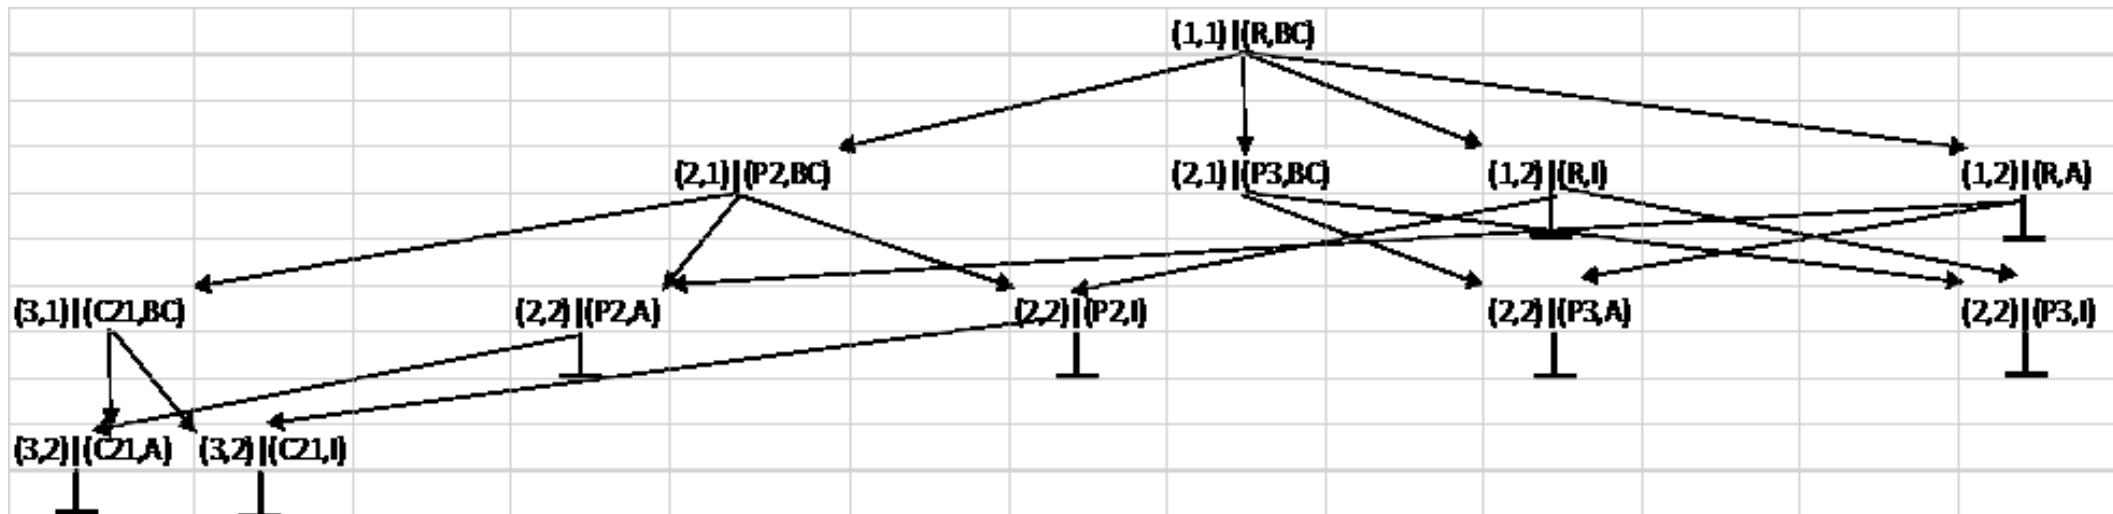 (1,1)|(R,BC)
(2,1)|(P2,BC) (2,1)|(P3,BC) (1,2)|(R,I) (1,2)|(R,A)
(3,1)|(C21,BC) (2,2)|(P2,A) (2,2)|(P2,I) (2,2)|(P3,A) (2,2)|(P3,I)
(3,2)|(C21,A) (3,2)|(C21,I)